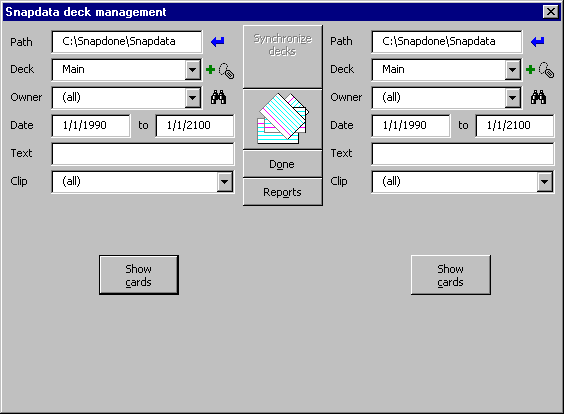 Snapdata deck management
Path C:\Snapdone\Snapdata
Deck Main
Owner (all)
Date 1/1/1990 to 1/1/2100
Text
Clip (all)
Show
cards
Synchronize
decks
Done
Reports
Path C:\Snapdone\Snapdata
Deck Main
Owner (all)
Date 1/1/1990 to 1/1/2100
Text
Clip (all)
Show
cards